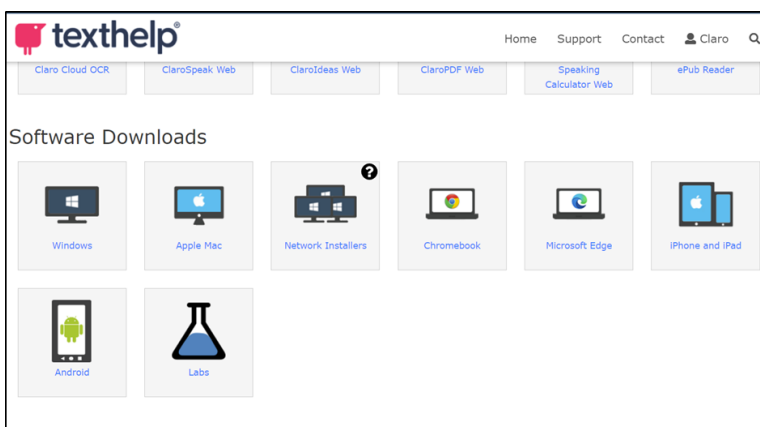 texthelp®
Home Support Contact Claro
Claro Cloud OCR ClaroSpeak Web ClaroIdeas Web ClaroPDF Web Speaking Calculator Web ePub Reader
Software Downloads
?
Windows Apple Mac Network Installers Chromebook Microsoft Edge iPhone and iPad
Android Labs